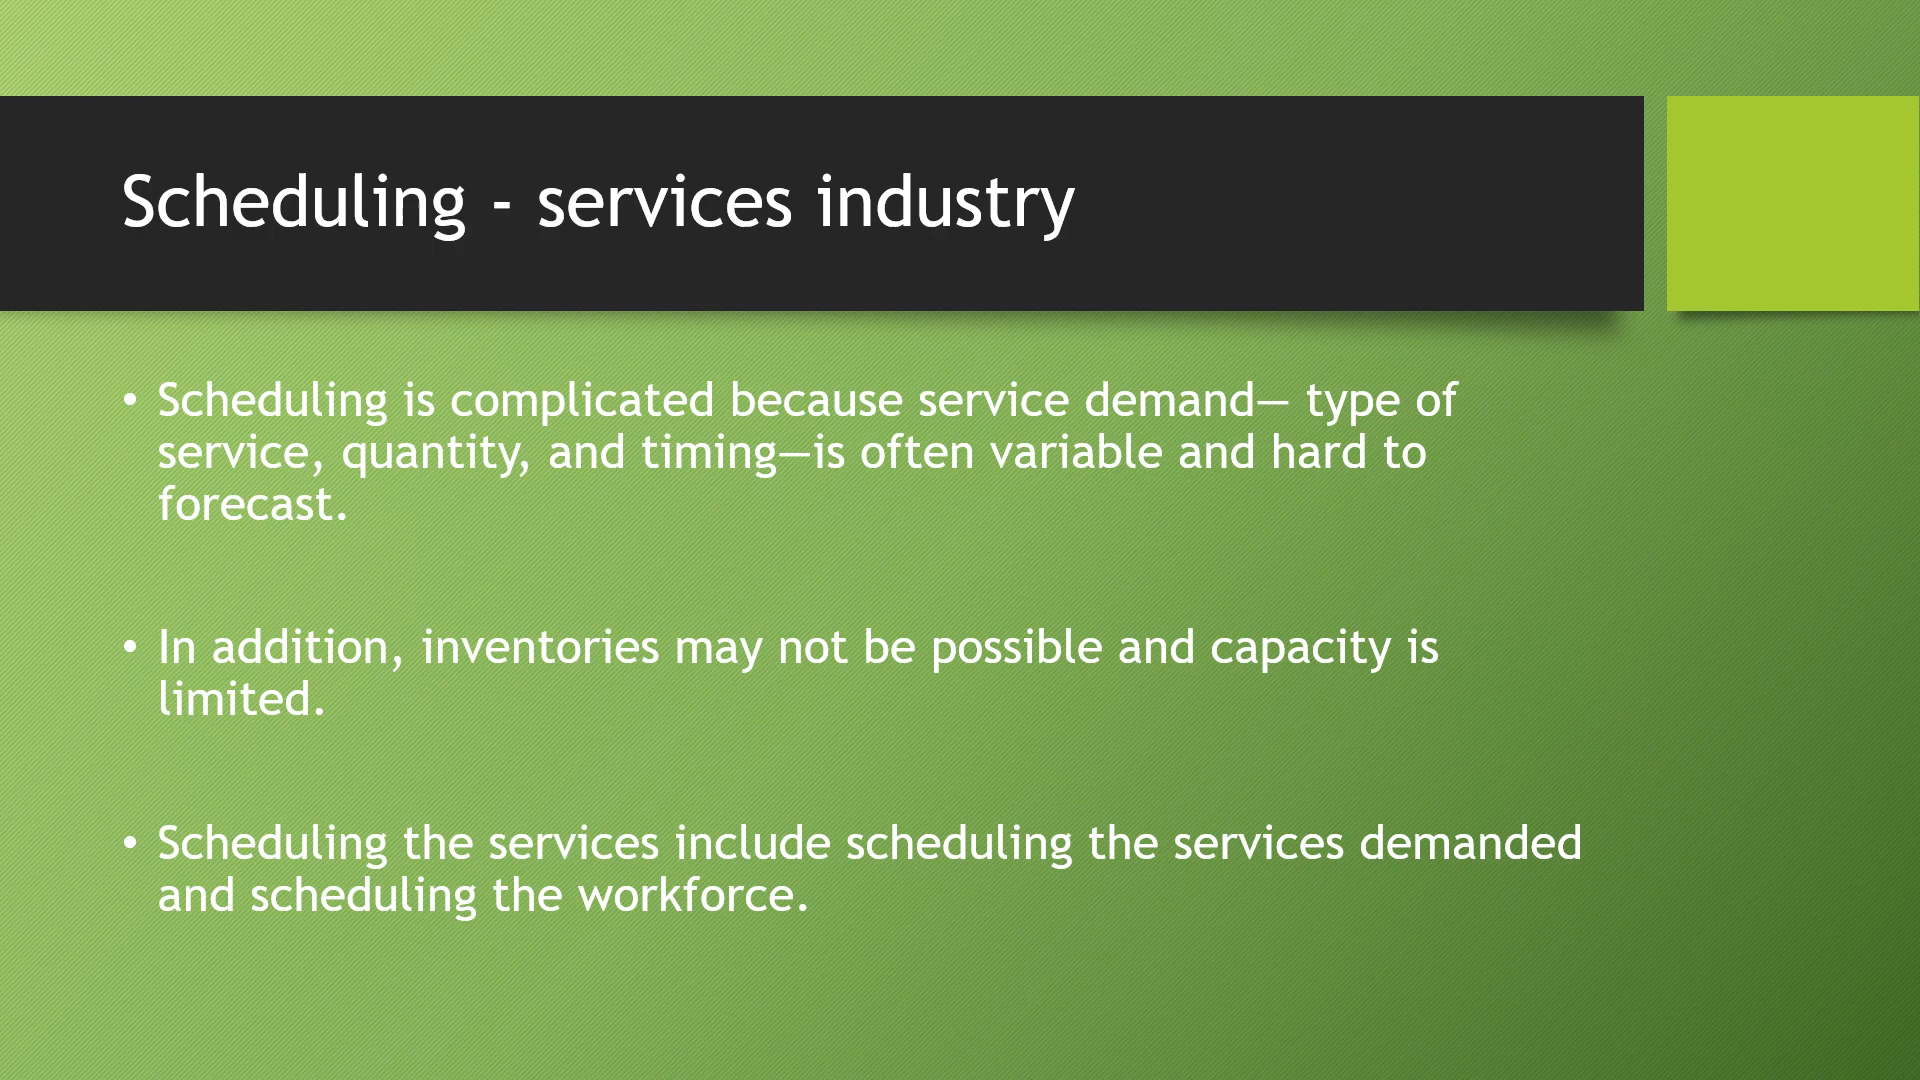 Scheduling - services industry
• Scheduling is complicated because service demand— type of
service, quantity, and timing—is often variable and hard to
forecast.
• In addition, inventories may not be possible and capacity is
limited.
• Scheduling the services include scheduling the services demanded
and scheduling the workforce.